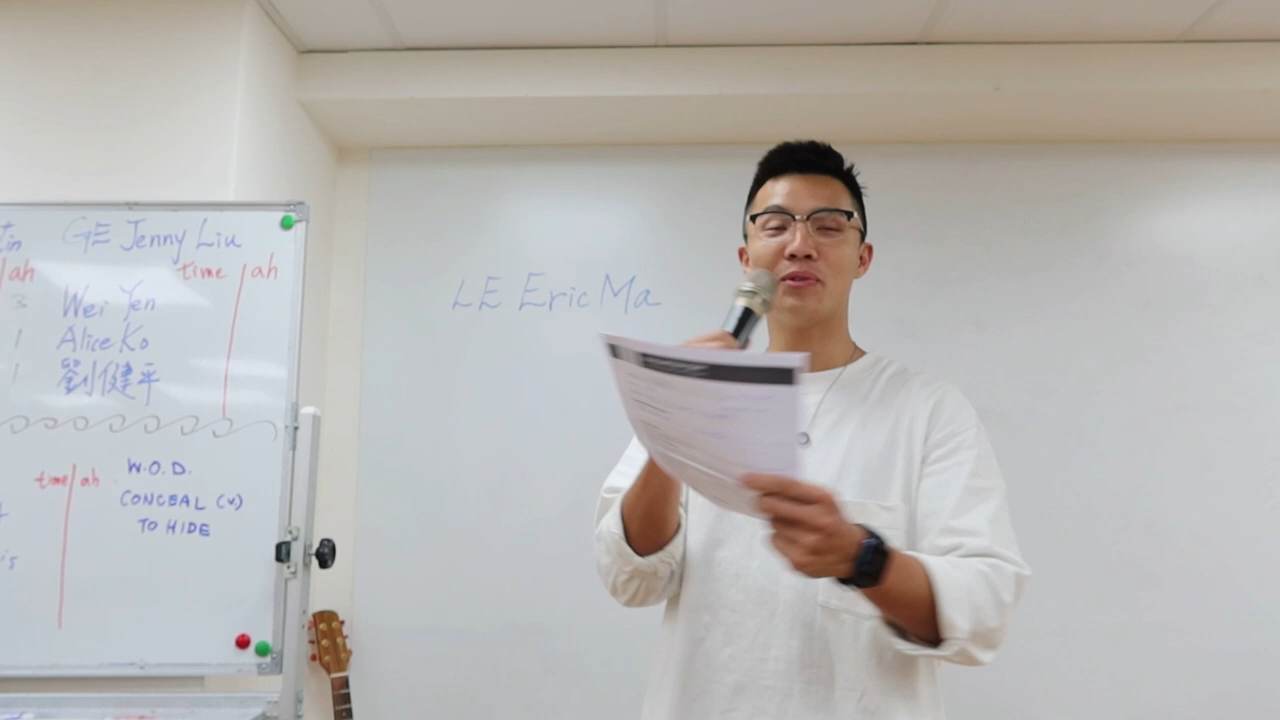 GE Jenny Liu
ah
time
ah
3
Wei Yen
1
Alice Ko
1
劉健平
time
ah
W.O.D.
CONCEAL (v)
TO HIDE
LE Eric Ma